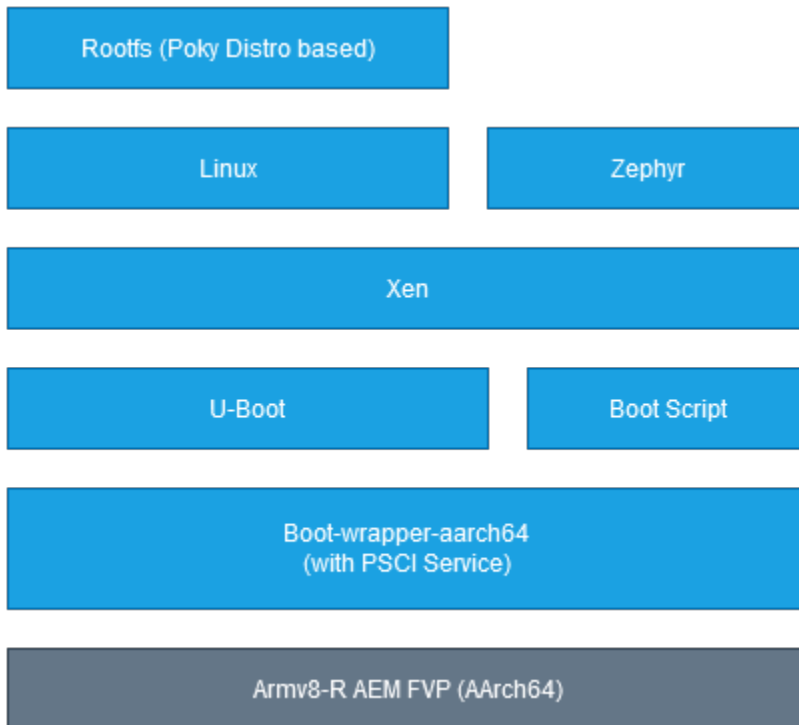 Rootfs (Poky Distro based)
Linux
Zephyr
Xen
U-Boot
Boot Script
Boot-wrapper-aarch64
(with PSCI Service)
Armv8-R AEM FVP (AArch64)